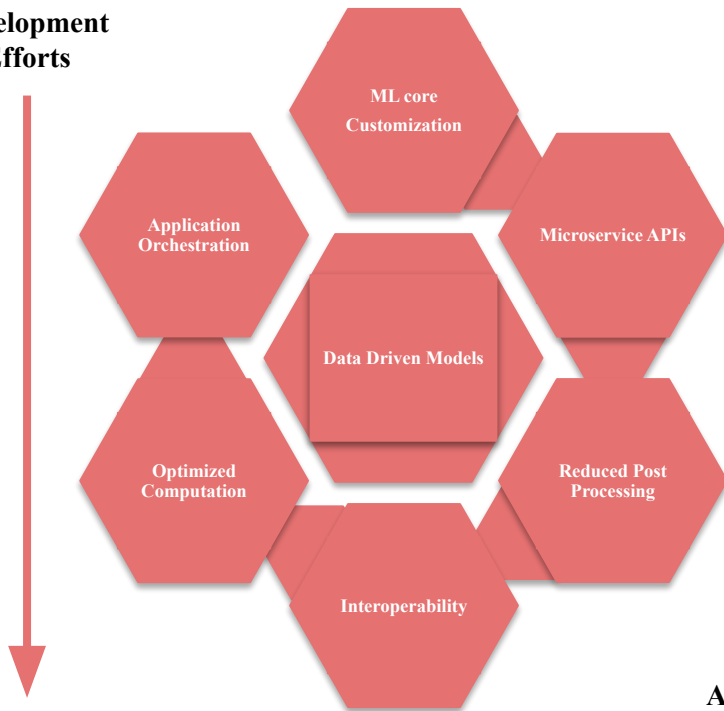 elopment
fforts
ML core
Customization
Application
Orchestration
Microservice APIs
Data Driven Models
Optimized
Computation
Reduced Post
Processing
Interoperability
A